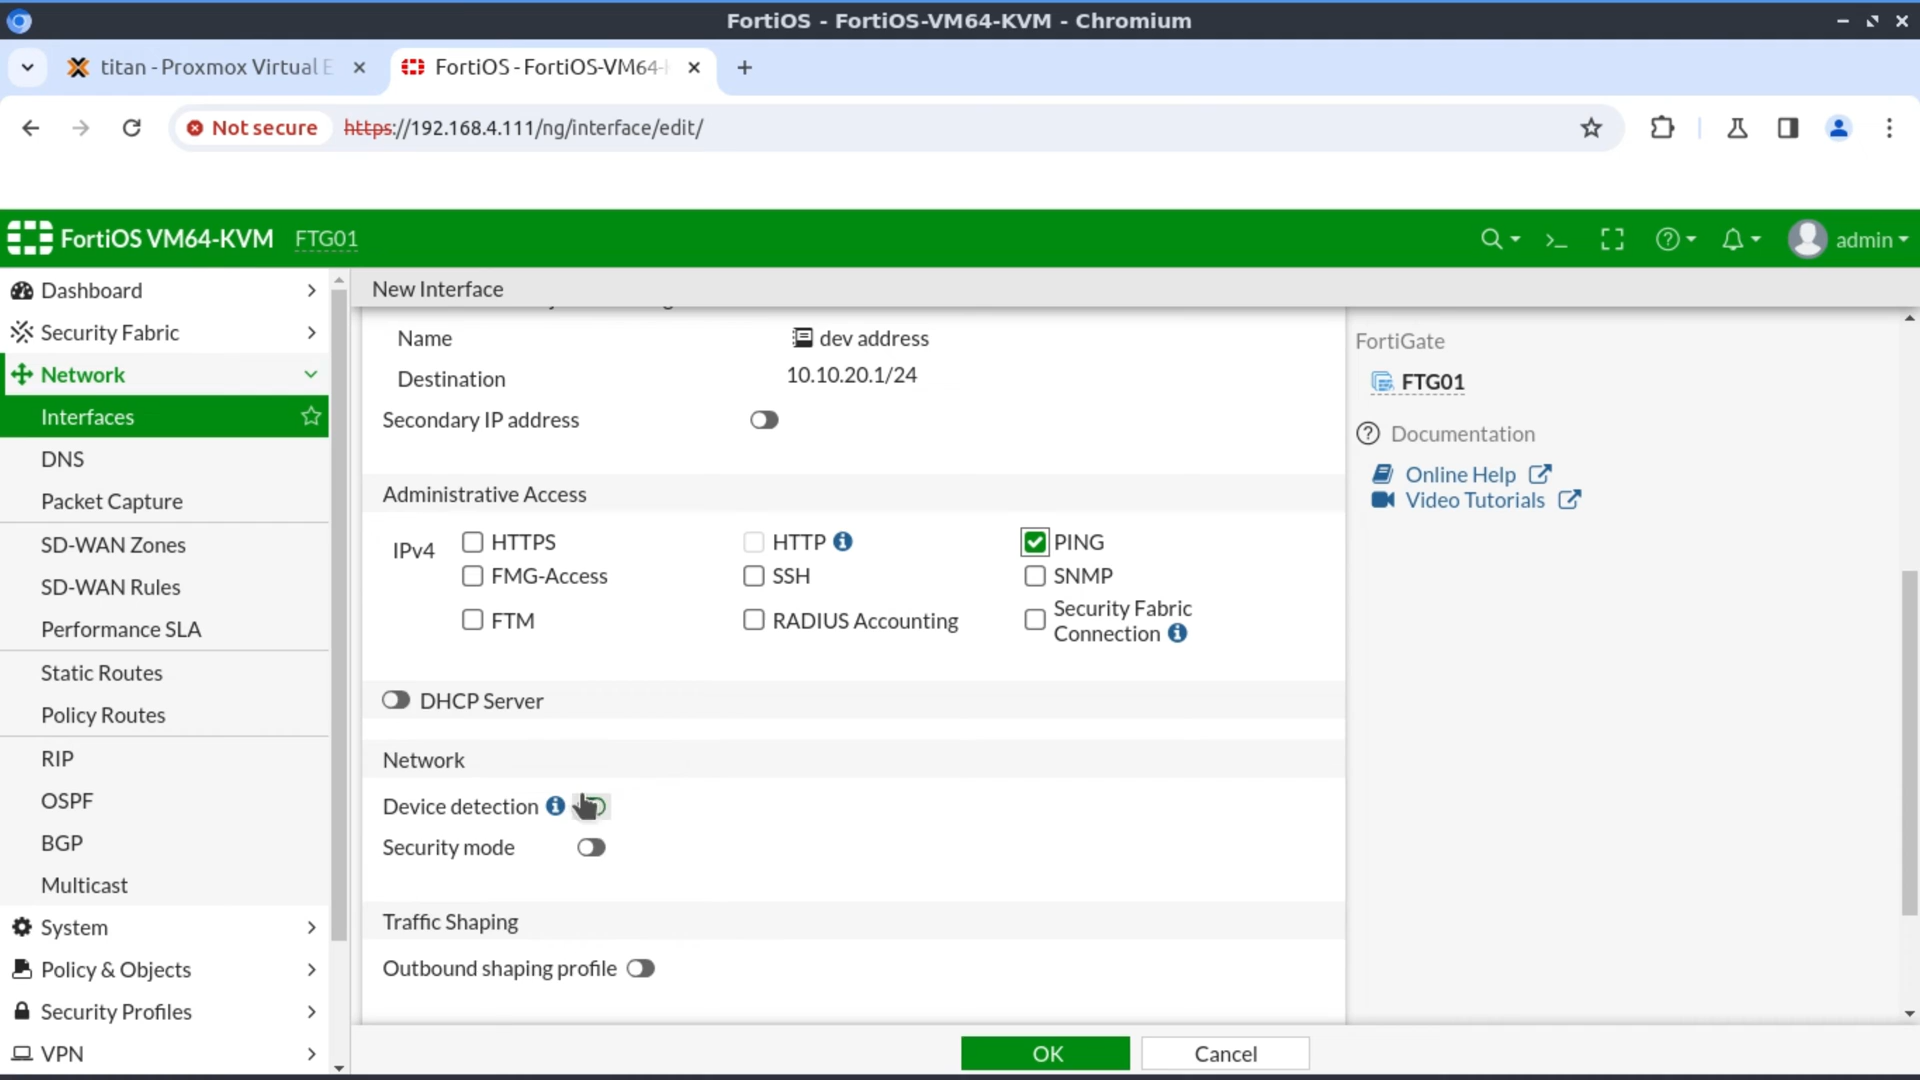 FortiOS - FortiOS-VM64-KVM - Chromium
titan - Proxmox Virtual E
FortiOS - FortiOS-VM64-
Not secure
https://192.168.4.111/ng/interface/edit/
FortiOS VM64-KVM
FTG01
admin
Dashboard
Security Fabric
Network
Interfaces
DNS
Packet Capture
SD-WAN Zones
SD-WAN Rules
Performance SLA
Static Routes
Policy Routes
RIP
OSPF
BGP
Multicast
System
Policy & Objects
Security Profiles
VPN
New Interface
Name
dev address
Destination
10.10.20.1/24
Secondary IP address
Administrative Access
IPv4
HTTPS
HTTP
PING
FMG-Access
SSH
SNMP
FTM
RADIUS Accounting
Security Fabric
Connection
DHCP Server
Network
Device detection
Security mode
Traffic Shaping
Outbound shaping profile
OK
Cancel
FortiGate
FTG01
Documentation
Online Help
Video Tutorials